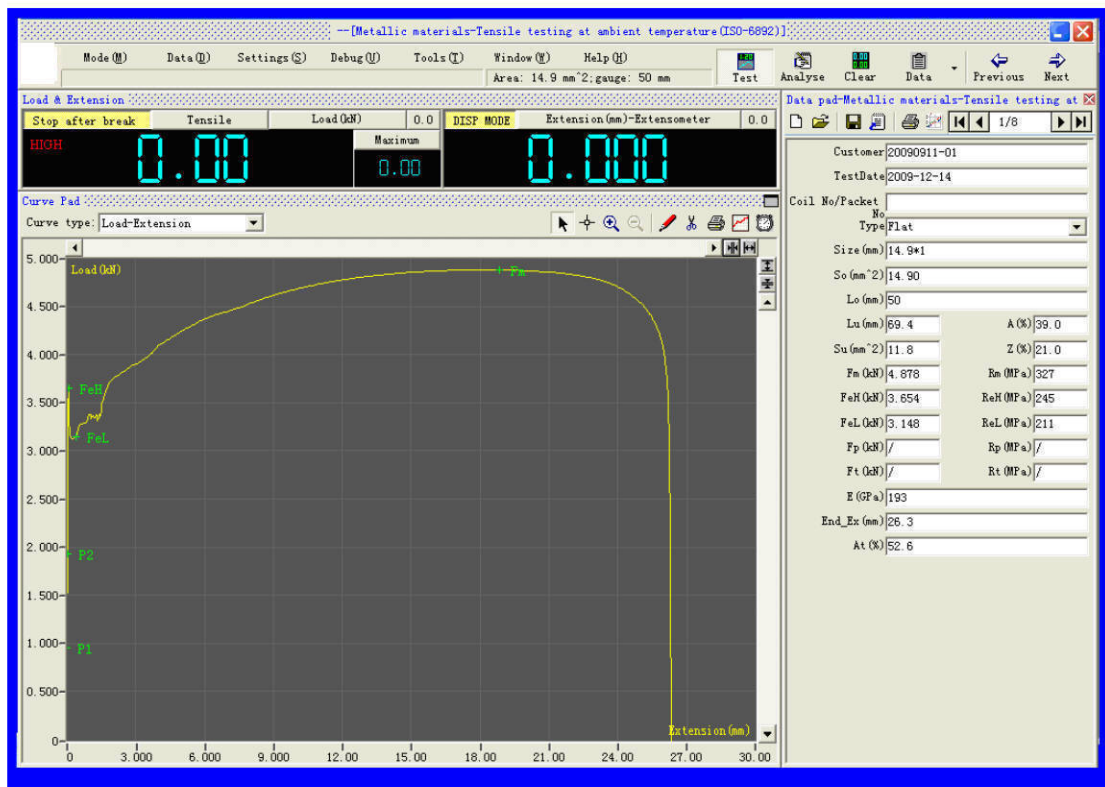 --[Metallic materials-Tensile testing at ambient temperature(ISO-6892)]
Mode(M) Data(D) Settings(S) Debug(U) Tools(T) Window(W) Help(H)
Area: 14.9 mm^2;gauge: 50 mm
Test Analyse Clear Data Previous Next
Load & Extension
Stop after break Tensile Load(kN) 0.0 DISP MODE Extension(mm)-Extensometer 0.0
HIGH 0.00 Maximum 0.00 0.000
Curve Pad
Curve type: Load-Extension
Load(kN)
5.000
4.500
4.000
3.500
3.000
2.500
2.000
1.500
1.000
0.500
0
Fm
FeH
FeL
P2
P1
Extension(mm)
0 3.000 6.000 9.000 12.00 15.00 18.00 21.00 24.00 27.00 30.00
Data pad-Metallic materials-Tensile testing at
1/8
Customer 20090911-01
TestDate 2009-12-14
Coil No/Packet No
Type Flat
Size(mm) 14.9*1
So(mm^2) 14.90
Lo(mm) 50
Lu(mm) 69.4 A(%) 39.0
Su(mm^2) 11.8 Z(%) 21.0
Fm(kN) 4.878 Rm(MPa) 327
FeH(kN) 3.654 ReH(MPa) 245
FeL(kN) 3.148 ReL(MPa) 211
Fp(kN) / Rp(MPa) /
Ft(kN) / Rt(MPa) /
E(GPa) 193
End_Ex(mm) 26.3
At(%) 52.6